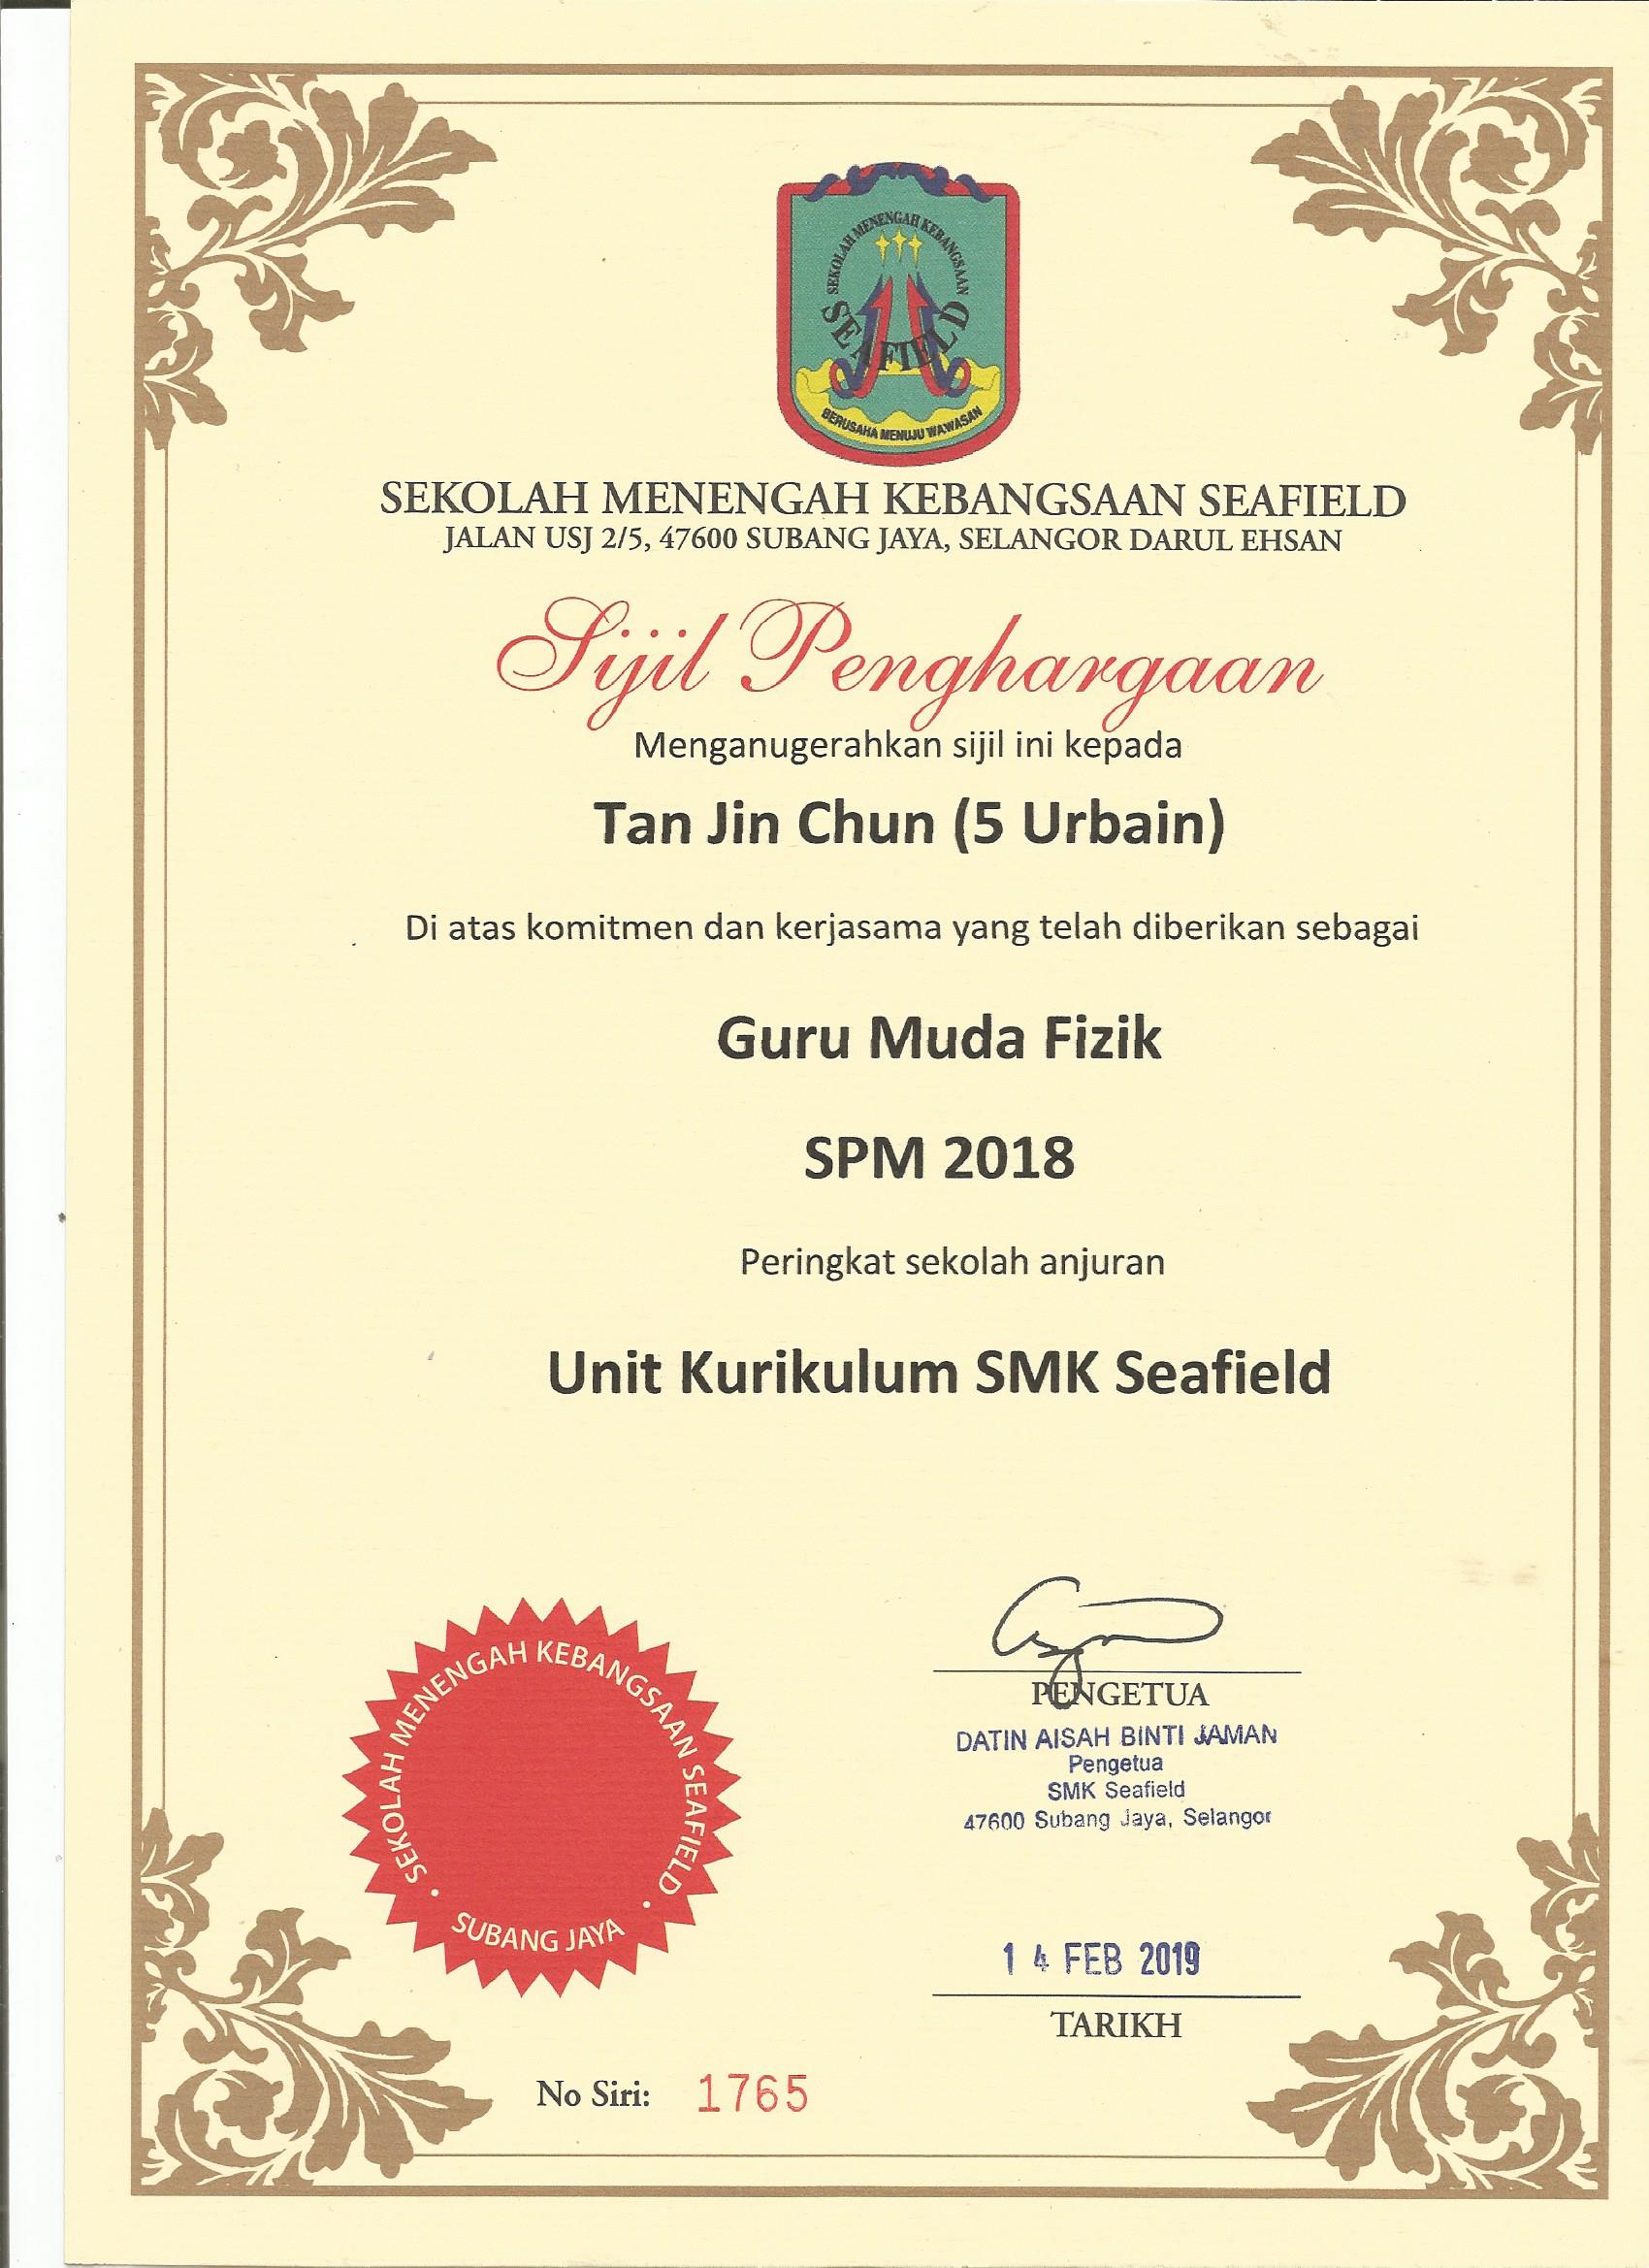 SEKOLAH MENENGAH KEBANGSAAN
SEAFIELD
BERUSAHA MENUJU WAWASAN
SEKOLAH MENENGAH KEBANGSAAN SEAFIELD
JALAN USJ 2/5, 47600 SUBANG JAYA, SELANGOR DARUL EHSAN
Sijil Penghargaan
Menganugerahkan sijil ini kepada
Tan Jin Chun (5 Urbain)
Di atas komitmen dan kerjasama yang telah diberikan sebagai
Guru Muda Fizik
SPM 2018
Peringkat sekolah anjuran
Unit Kurikulum SMK Seafield
SEKOLAH MENENGAH KEBANGSAAN SEAFIELD
SUBANG JAYA
PENGETUA
DATIN AISAH BINTI JAMAN
Pengetua
SMK Seafield
47600 Subang Jaya, Selangor
14 FEB 2019
TARIKH
No Siri: 1765